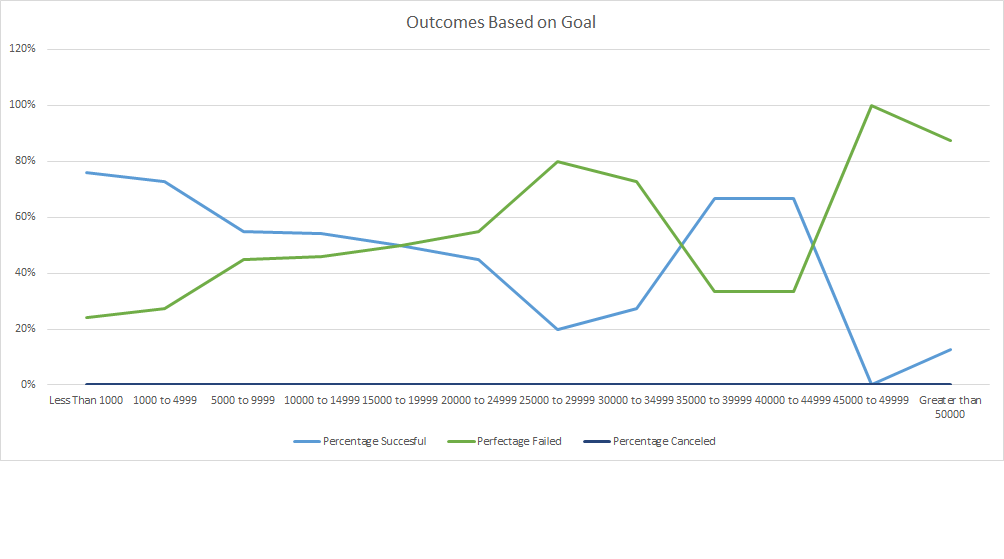 Outcomes Based on Goal
120%
100%
80%
60%
40%
20%
0%
Less Than 1000 1000 to 4999 5000 to 9999 10000 to 14999 15000 to 19999 20000 to 24999 25000 to 29999 30000 to 34999 35000 to 39999 40000 to 44999 45000 to 49999 Greater than
50000
Percentage Succesful Perfectage Failed Percentage Canceled